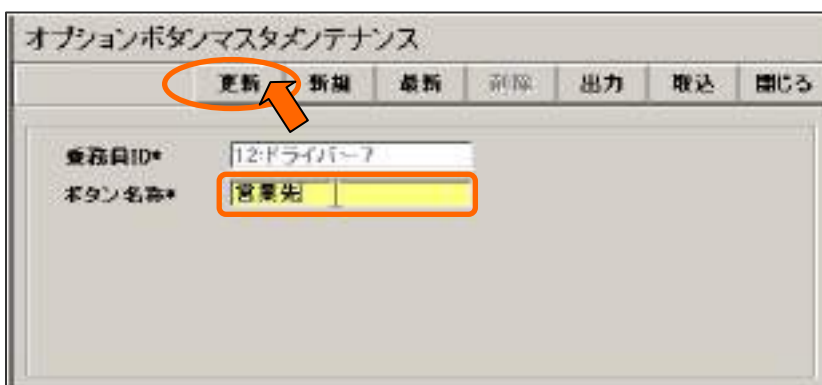 オプションボタンマスタメンテナンス
更新 新規 最新 削除 出力 取込 閉じる
乗務員ID* 12:ドライバー7
ボタン名称* 営業先